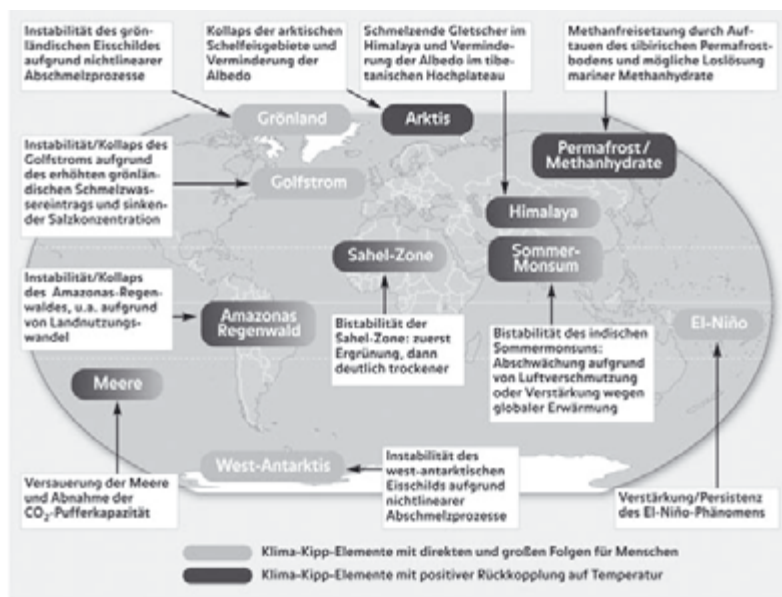 Instabilität des grön-
ländischen Eisschildes
aufgrund nichtlinearer
Abschmelzprozesse
Kollaps der arktischen
Schelfeisgebiete und
Verminderung der
Albedo
Schmelzende Gletscher im
Himalaya und Verminde-
rung der Albedo im tibe-
tanischen Hochplateau
Methanfreisetzung durch Auf-
tauen des sibirischen Permafrost-
bodens und mögliche Loslösung
mariner Methanhydrate
Grönland
Arktis
Permafrost/
Methanhydrate
Instabilität/Kollaps des
Golfstroms aufgrund
des erhöhten grönlän-
dischen Schmelzwas-
sereintrags und sinken-
der Salzkonzentration
Golfstrom
Himalaya
Sahel-Zone
Sommer-
Monsum
Instabilität/Kollaps
des Amazonas-Regen-
waldes, u.a. aufgrund
von Landnutzungs-
wandel
Amazonas
Regenwald
Bistabilität der
Sahel-Zone: zuerst
Ergrünung, dann
deutlich trockener
Bistabilität des indischen
Sommermonsuns:
Abschwächung aufgrund
von Luftverschmutzung
oder Verstärkung wegen
globaler Erwärmung
El-Niño
Meere
Versauerung der Meere
und Abnahme der
CO₂-Pufferkapazität
West-Antarktis
Instabilität des
west-antarktischen
Eisschilds aufgrund
nichtlinearer
Abschmelzprozesse
Verstärkung/Persistenz
des El-Niño-Phänomens
Klima-Kipp-Elemente mit direkten und großen Folgen für Menschen
Klima-Kipp-Elemente mit positiver Rückkopplung auf Temperatur